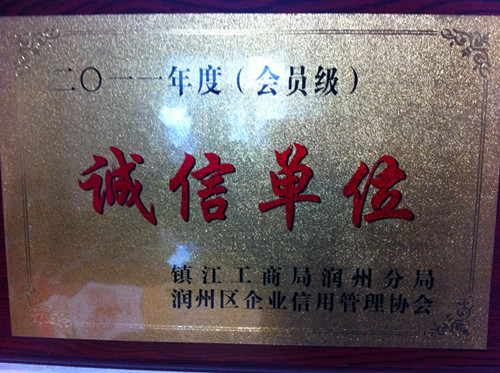 二〇一一年度（会员级）
诚信单位
镇江工商局润州分局
润州区企业信用管理协会